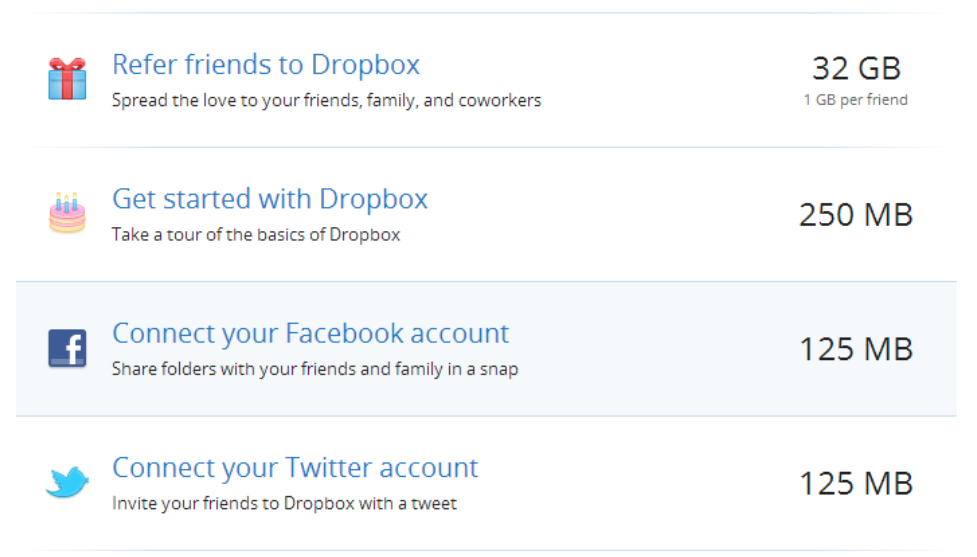 Refer friends to Dropbox
32 GB
Spread the love to your friends, family, and coworkers
1 GB per friend
Get started with Dropbox
250 MB
Take a tour of the basics of Dropbox
f
Connect your Facebook account
125 MB
Share folders with your friends and family in a snap
Connect your Twitter account
125 MB
Invite your friends to Dropbox with a tweet